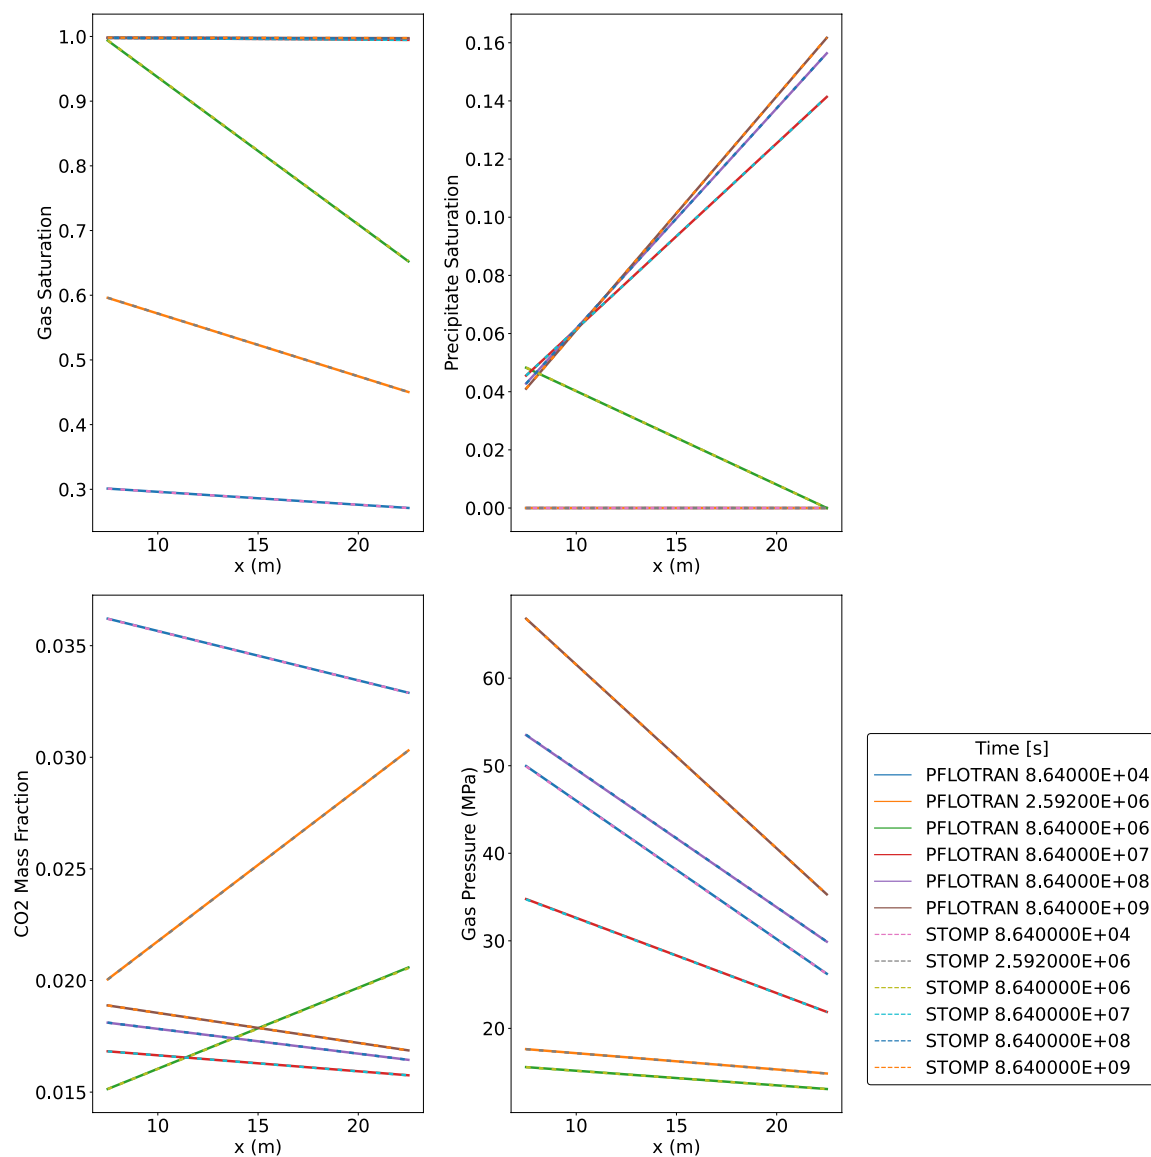 1.0
0.9
0.8
0.7
0.6
0.5
0.4
0.3
Gas Saturation
10 15 20
x (m)
0.16
0.14
0.12
0.10
0.08
0.06
0.04
0.02
0.00
Precipitate Saturation
10 15 20
x (m)
0.035
0.030
0.025
0.020
0.015
CO2 Mass Fraction
10 15 20
x (m)
60
50
40
30
20
Gas Pressure (MPa)
10 15 20
x (m)
Time [s]
PFLOTRAN 8.64000E+04
PFLOTRAN 2.59200E+06
PFLOTRAN 8.64000E+06
PFLOTRAN 8.64000E+07
PFLOTRAN 8.64000E+08
PFLOTRAN 8.64000E+09
STOMP 8.640000E+04
STOMP 2.592000E+06
STOMP 8.640000E+06
STOMP 8.640000E+07
STOMP 8.640000E+08
STOMP 8.640000E+09